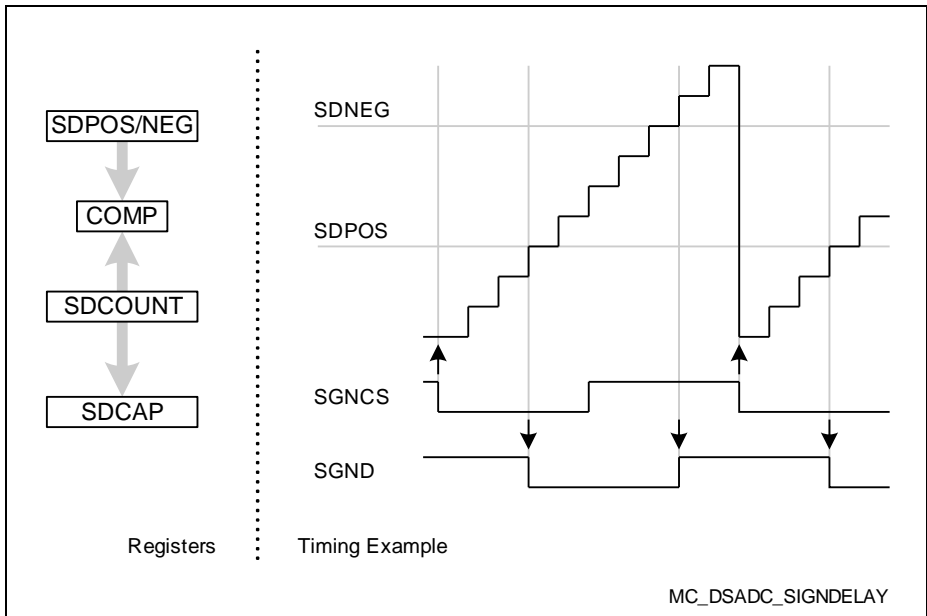 SDPOS/NEG
COMP
SDCOUNT
SDCAP
Registers
SDNEG
SDPOS
SGNCS
SGND
Timing Example
MC_DSADC_SIGNDELAY